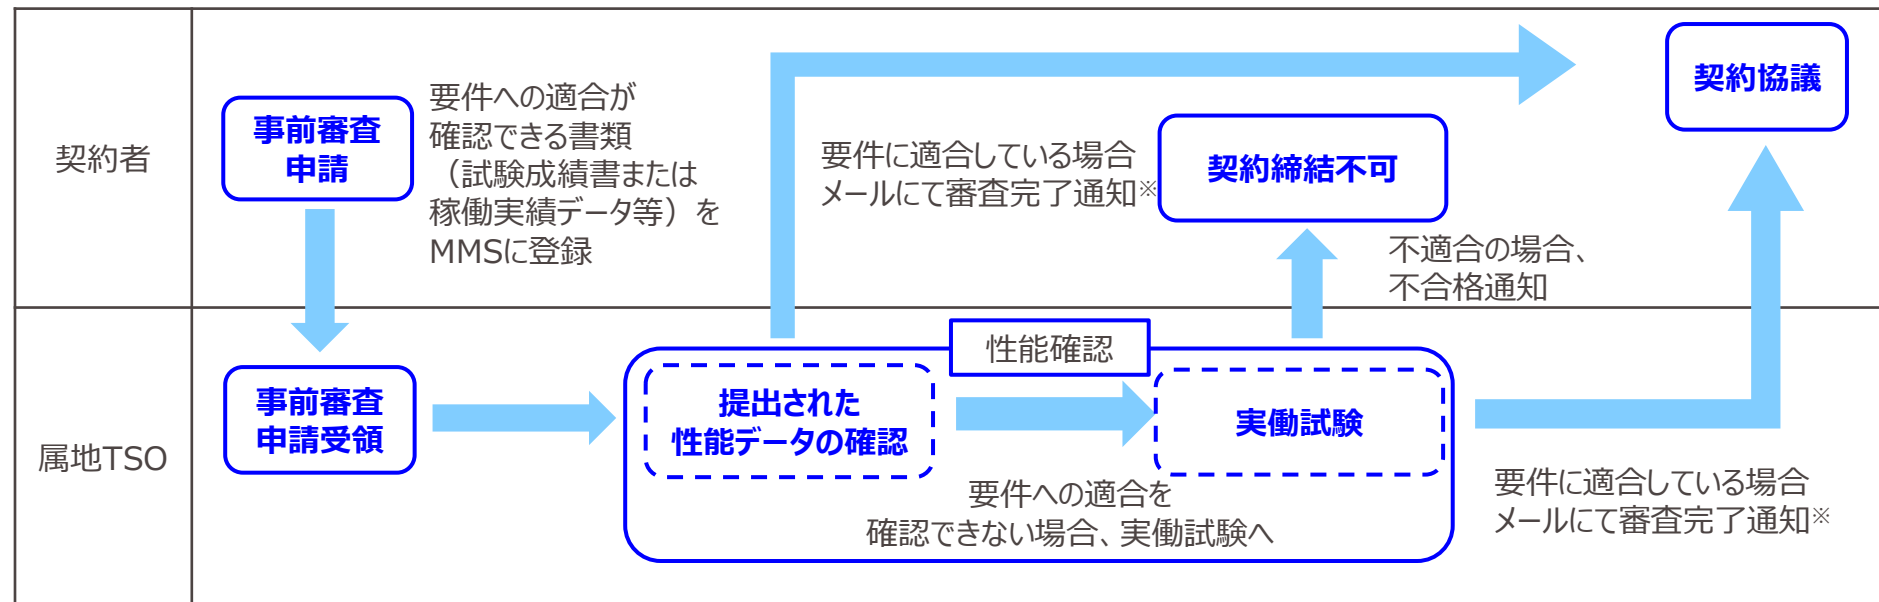 契約者
事前審査
申請
要件への適合が
確認できる書類
（試験成績書または
稼働実績データ等）を
MMSに登録
要件に適合している場合
メールにて審査完了通知※
契約締結不可
不適合の場合、
不合格通知
契約協議
属地TSO
事前審査
申請受領
性能確認
提出された
性能データの確認
要件への適合を
確認できない場合、実働試験へ
実働試験
要件に適合している場合
メールにて審査完了通知※